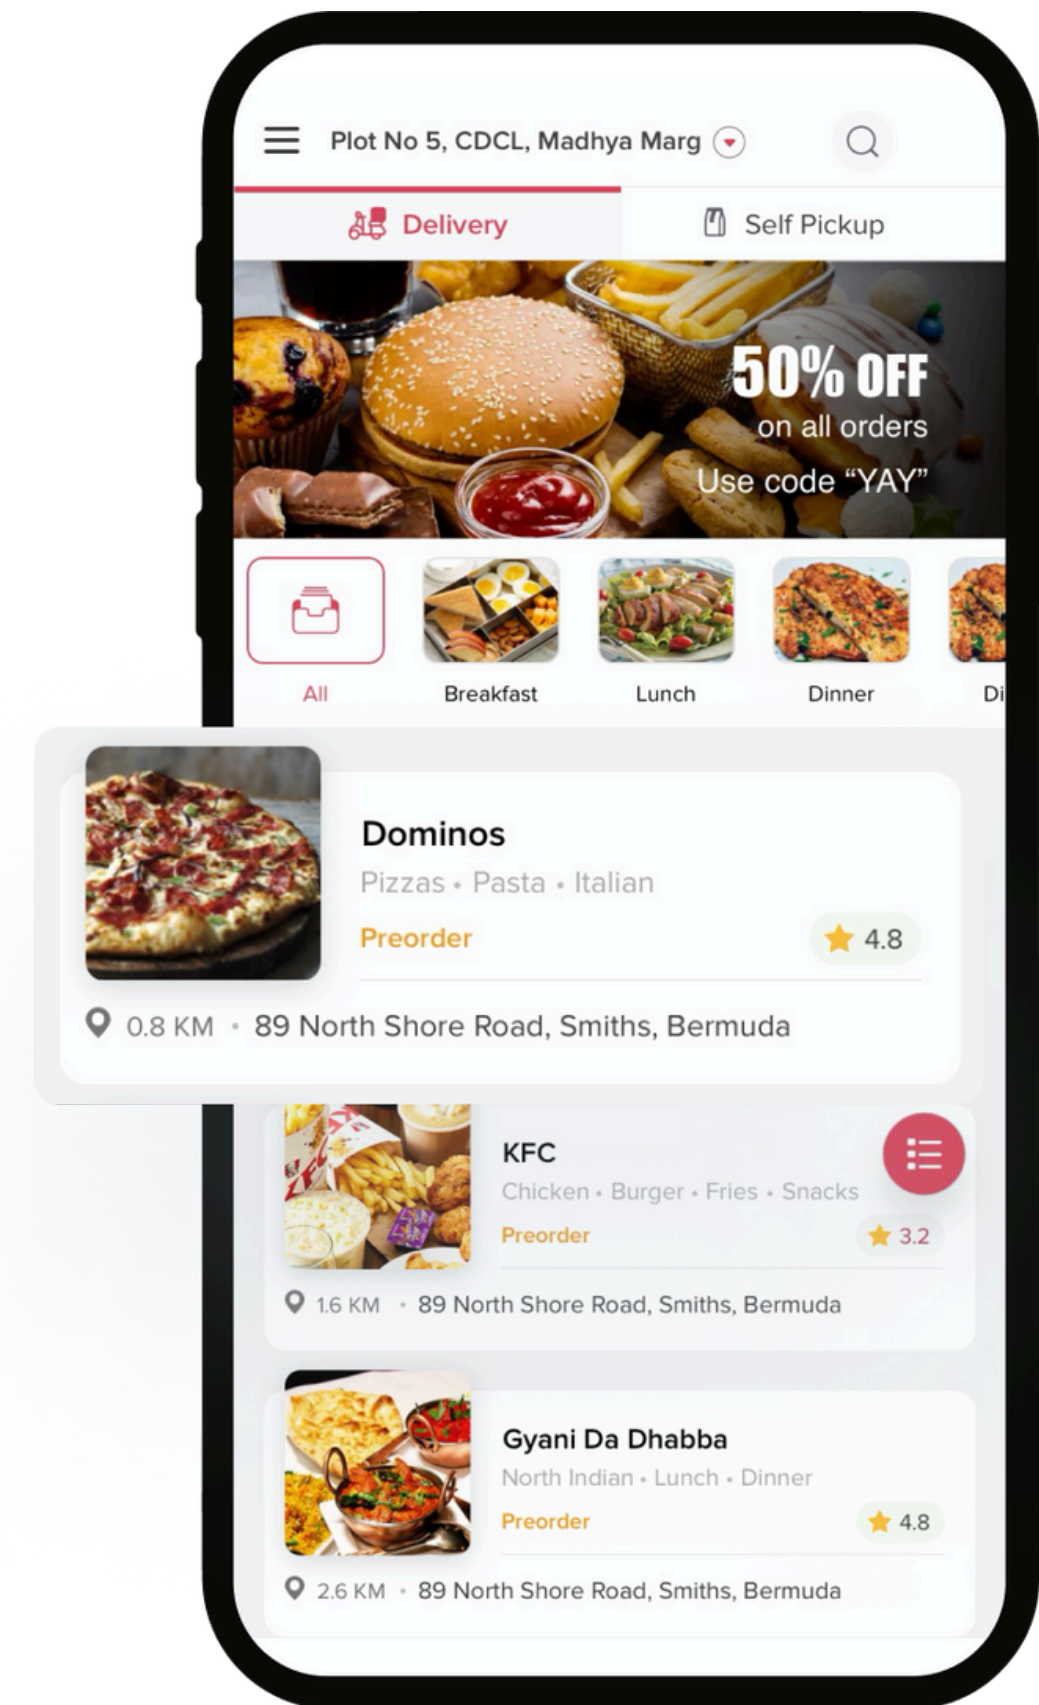 Plot No 5, CDCL, Madhya Marg
Delivery
Self Pickup
50% OFF
on all orders
Use code “YAY”
All
Breakfast
Lunch
Dinner
Di
Dominos
Pizzas • Pasta • Italian
Preorder
4.8
0.8 KM • 89 North Shore Road, Smiths, Bermuda
KFC
KFC
Chicken • Burger • Fries • Snacks
Preorder
3.2
1.6 KM • 89 North Shore Road, Smiths, Bermuda
Gyani Da Dhabba
North Indian • Lunch • Dinner
Preorder
4.8
2.6 KM • 89 North Shore Road, Smiths, Bermuda